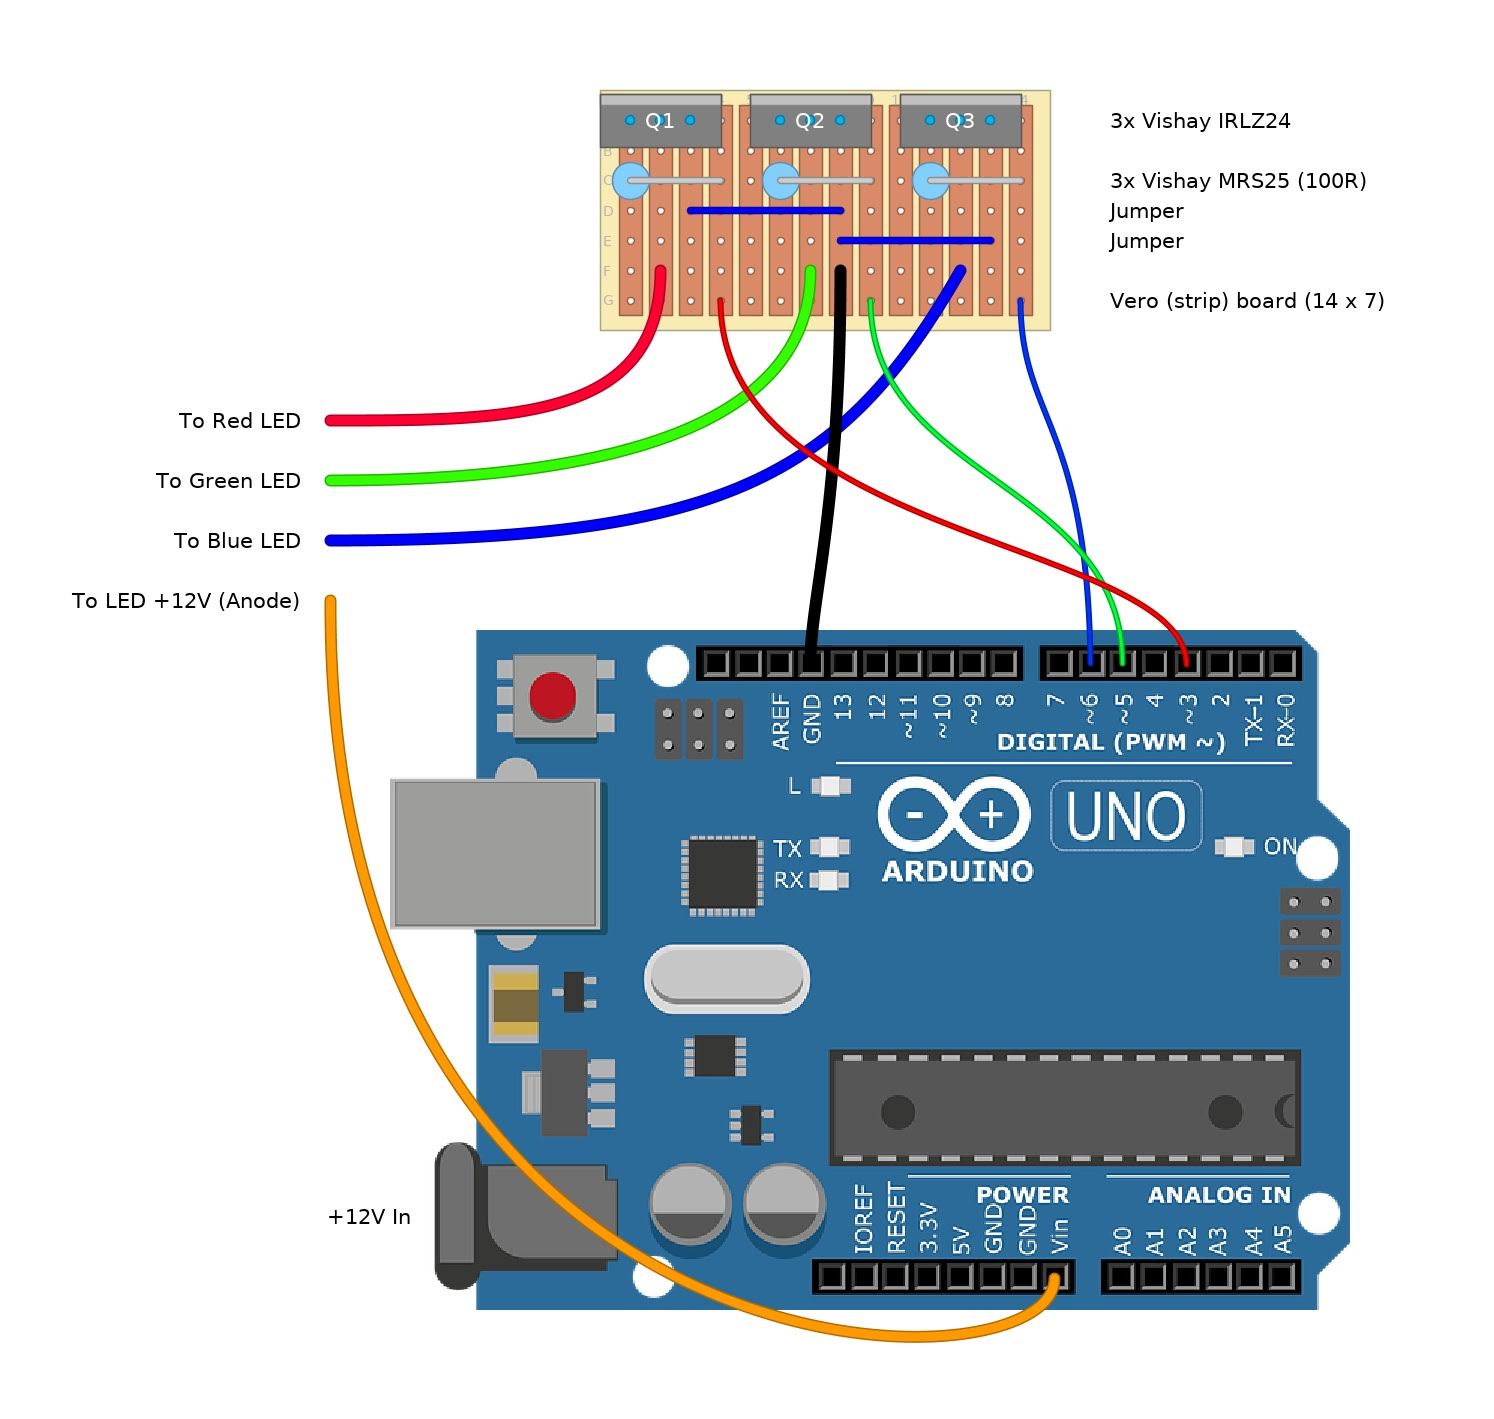 Q1 Q2 Q3
3x Vishay IRLZ24
B
C
3x Vishay MRS25 (100R)
D
Jumper
E
Jumper
F
G
Vero (strip) board (14 x 7)
To Red LED
To Green LED
To Blue LED
To LED +12V (Anode)
AREF GND 13 12 ~11 ~10 ~9 8 7 ~6 ~5 4 ~3 2 TX-1 RX-0
DIGITAL (PWM ~)
L
- +
UNO
TX
ON
RX
ARDUINO
POWER
ANALOG IN
IOREF RESET 3.3V 5V GND GND Vin A0 A1 A2 A3 A4 A5
+12V In